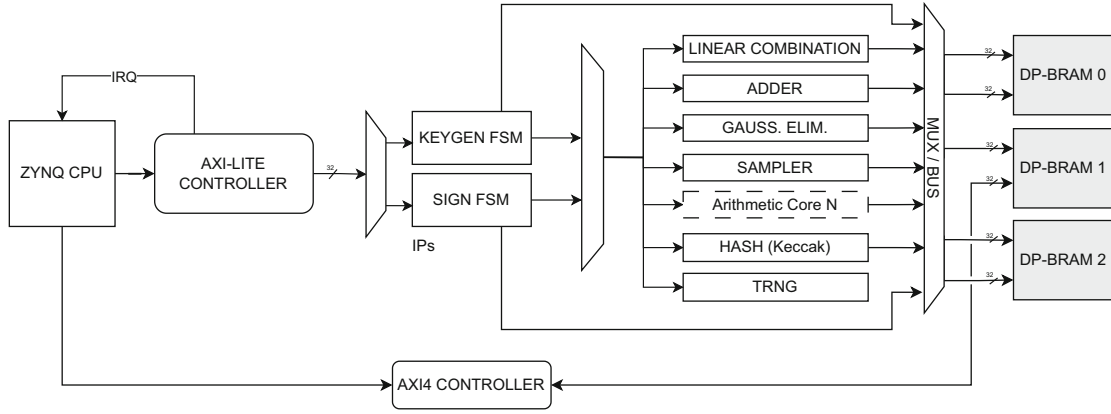 IRQ
ZYNQ CPU
AXI-LITE
CONTROLLER
32
KEYGEN FSM
SIGN FSM
IPs
LINEAR COMBINATION
ADDER
GAUSS. ELIM.
SAMPLER
Arithmetic Core N
HASH (Keccak)
TRNG
MUX / BUS
32
32
DP-BRAM 0
32
32
DP-BRAM 1
32
32
DP-BRAM 2
AXI4 CONTROLLER